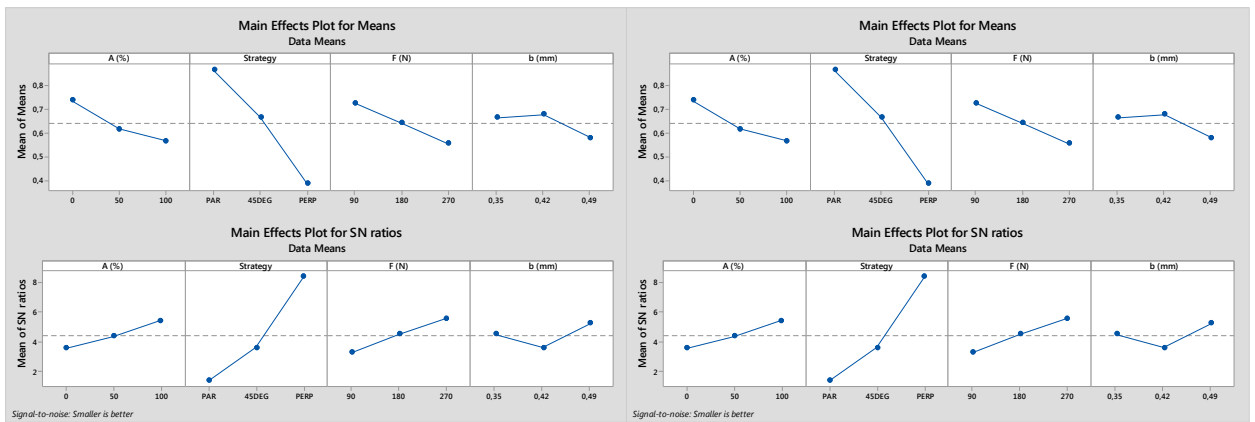 Main Effects Plot for Means
Data Means
A (%) Strategy F (N) b (mm)
Mean of Means
0,8
0,7
0,6
0,5
0,4
0 50 100 PAR 45DEG PERP 90 180 270 0,35 0,42 0,49
Main Effects Plot for SN ratios
Data Means
A (%) Strategy F (N) b (mm)
Mean of SN ratios
8
6
4
2
0 50 100 PAR 45DEG PERP 90 180 270 0,35 0,42 0,49
Signal-to-noise: Smaller is better
Main Effects Plot for Means
Data Means
A (%) Strategy F (N) b (mm)
Mean of Means
0,8
0,7
0,6
0,5
0,4
0 50 100 PAR 45DEG PERP 90 180 270 0,35 0,42 0,49
Main Effects Plot for SN ratios
Data Means
A (%) Strategy F (N) b (mm)
Mean of SN ratios
8
6
4
2
0 50 100 PAR 45DEG PERP 90 180 270 0,35 0,42 0,49
Signal-to-noise: Smaller is better